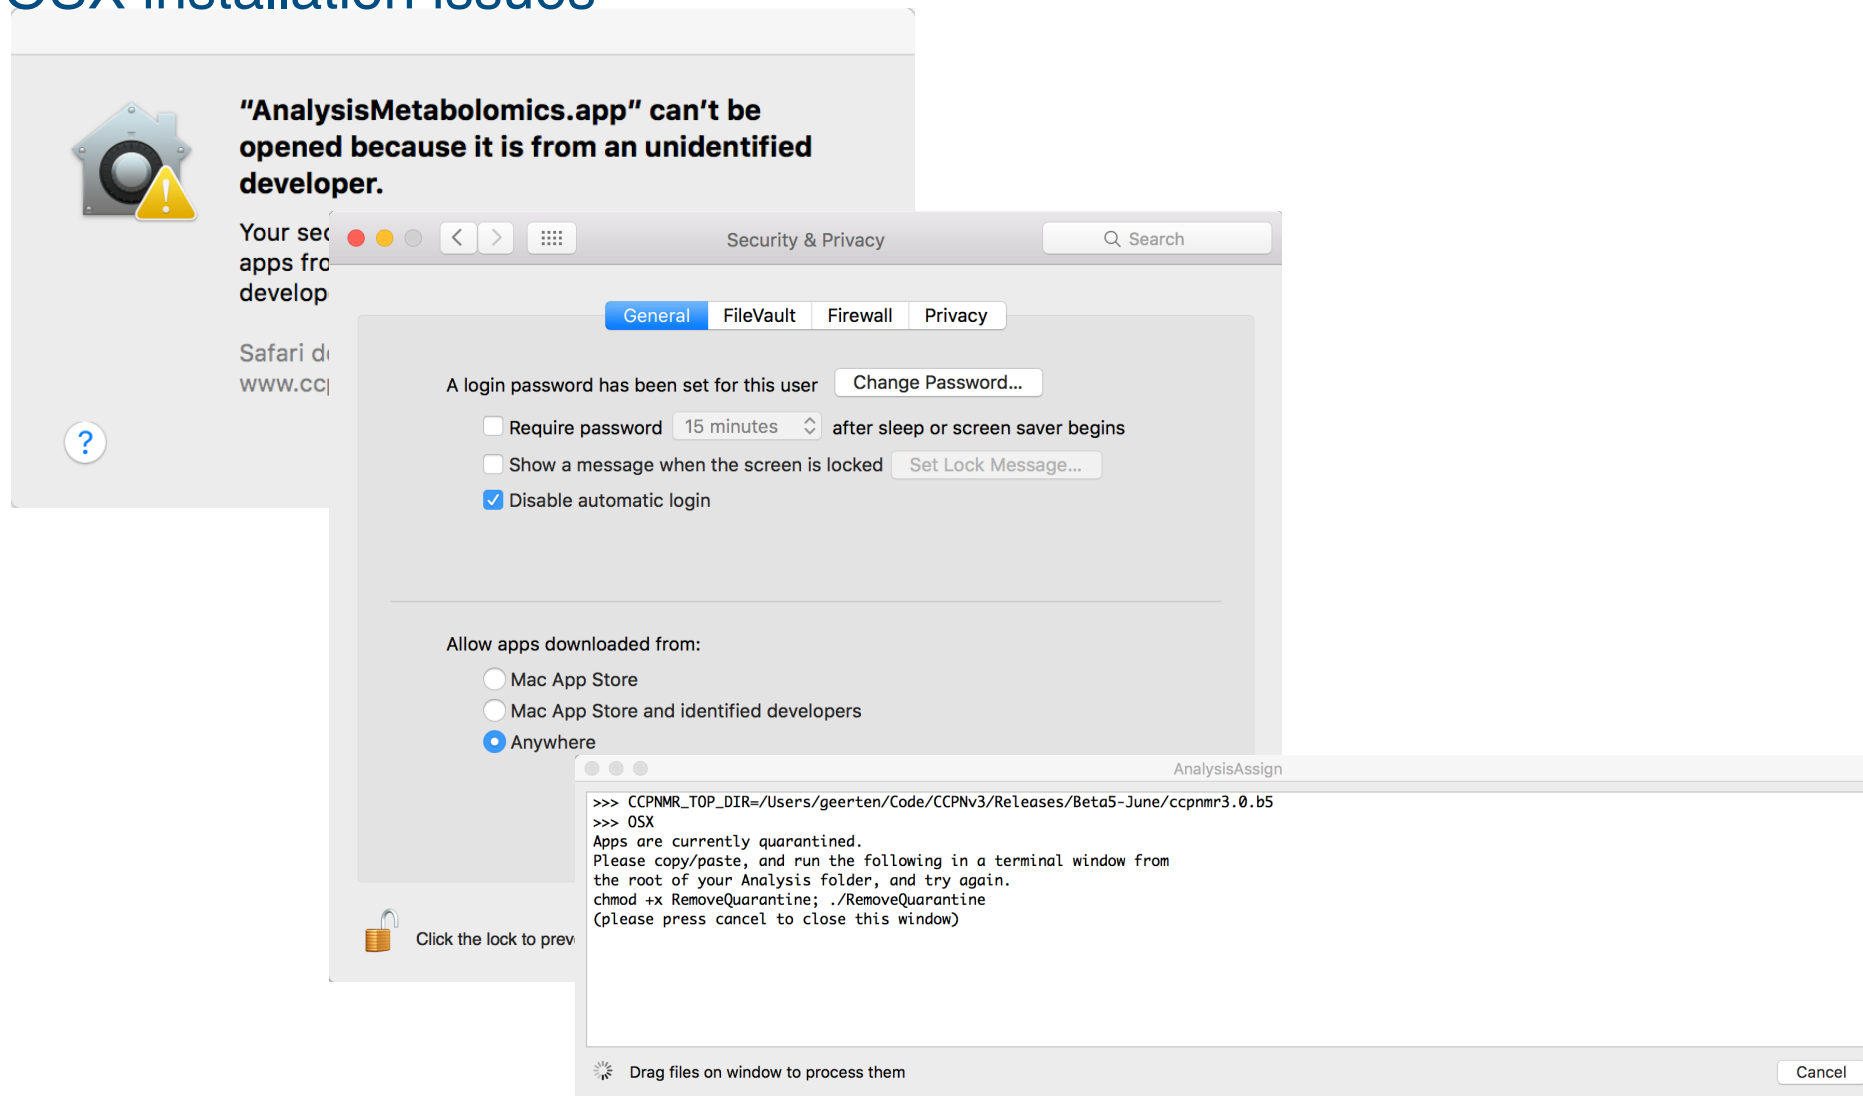 OSX installation issues
“AnalysisMetabolomics.app” can’t be
opened because it is from an unidentified
developer.
Your
apps
Safari
Security & Privacy
Search
General FileVault Firewall Privacy
A login password has been set for this user Change Password...
Require password 15 minutes after sleep or screen saver begins
Show a message when the screen is locked Set Lock Message...
Disable automatic login
Allow apps downloaded from:
Mac App Store
Mac App Store and identified developers
Anywhere
Click the lock to
AnalysisAssign
>>> CCPNMR_TOP_DIR=/Users/geerten/Code/CCPNv3/Releases/Beta5-June/ccpnmr3.0.b5
>>> OSX
Apps are currently quarantined.
Please copy/paste, and run the following in a terminal window from
the root of your Analysis folder, and try again.
chmod +x RemoveQuarantine; ./RemoveQuarantine
(please press cancel to close this window)
Drag files on window to process them
Cancel